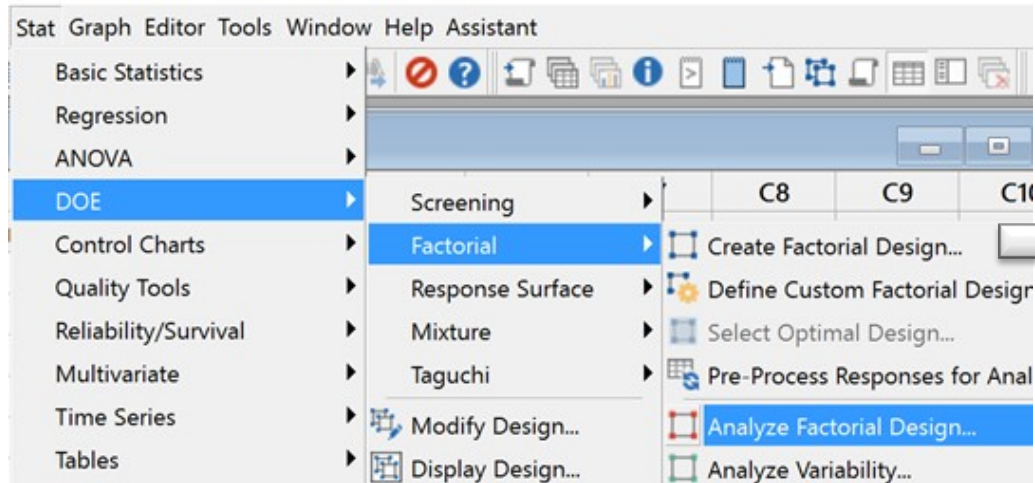 Stat Graph Editor Tools Window Help Assistant
Basic Statistics
Regression
ANOVA
DOE
Control Charts
Quality Tools
Reliability/Survival
Multivariate
Time Series
Tables
Screening
Factorial
Response Surface
Mixture
Taguchi
Modify Design...
Display Design...
C8 C9 C10
Create Factorial Design...
Define Custom Factorial Design
Select Optimal Design...
Pre-Process Responses for Anal
Analyze Factorial Design...
Analyze Variability...